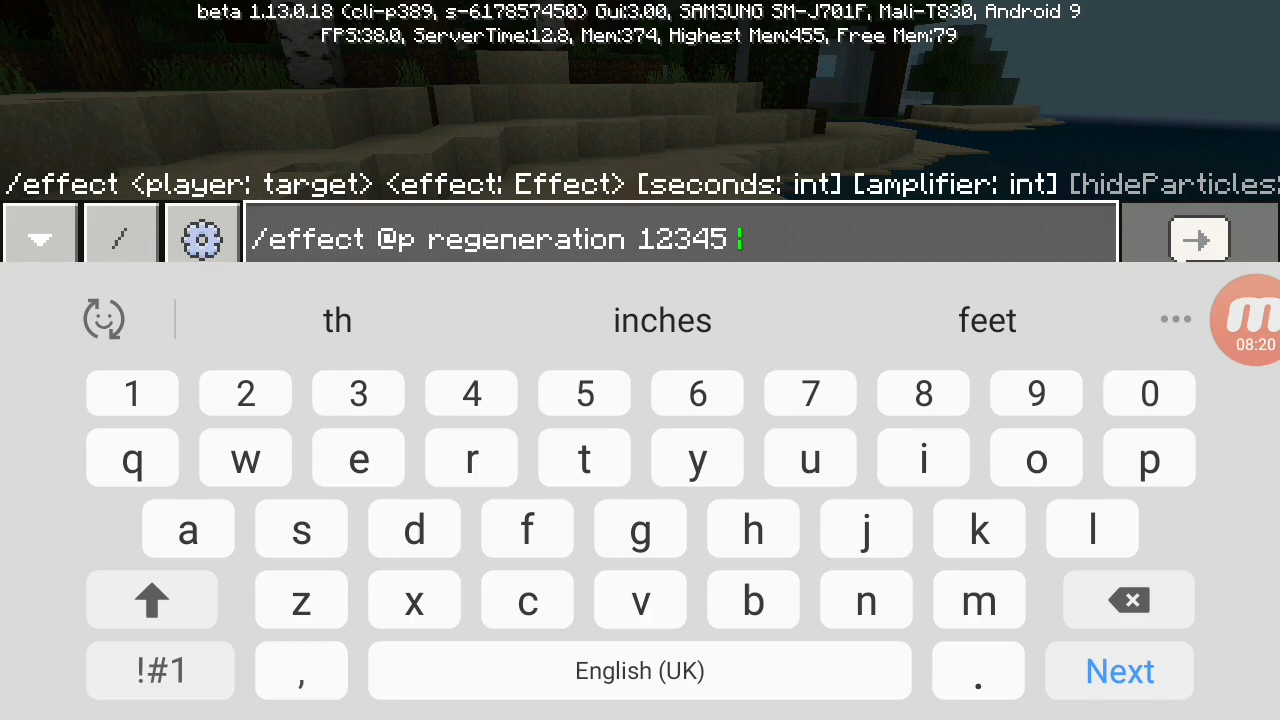 beta 1.13.0.18 (cli-p389, s-617857450) Gui:3.00, SAMSUNG SM-J701F, Mali-T830, Android 9
FPS:38.0, ServerTime:12.8, Mem:374, Highest Mem:455, Free Mem:79
/effect <player: target> <effect: Effect> [seconds: int] [amplifier: int] [hideParticles:
/
/effect @p regeneration 12345
th inches feet
08:20
1 2 3 4 5 6 7 8 9 0
q w e r t y u i o p
a s d f g h j k l
z x c v b n m
!#1 , English (UK) . Next